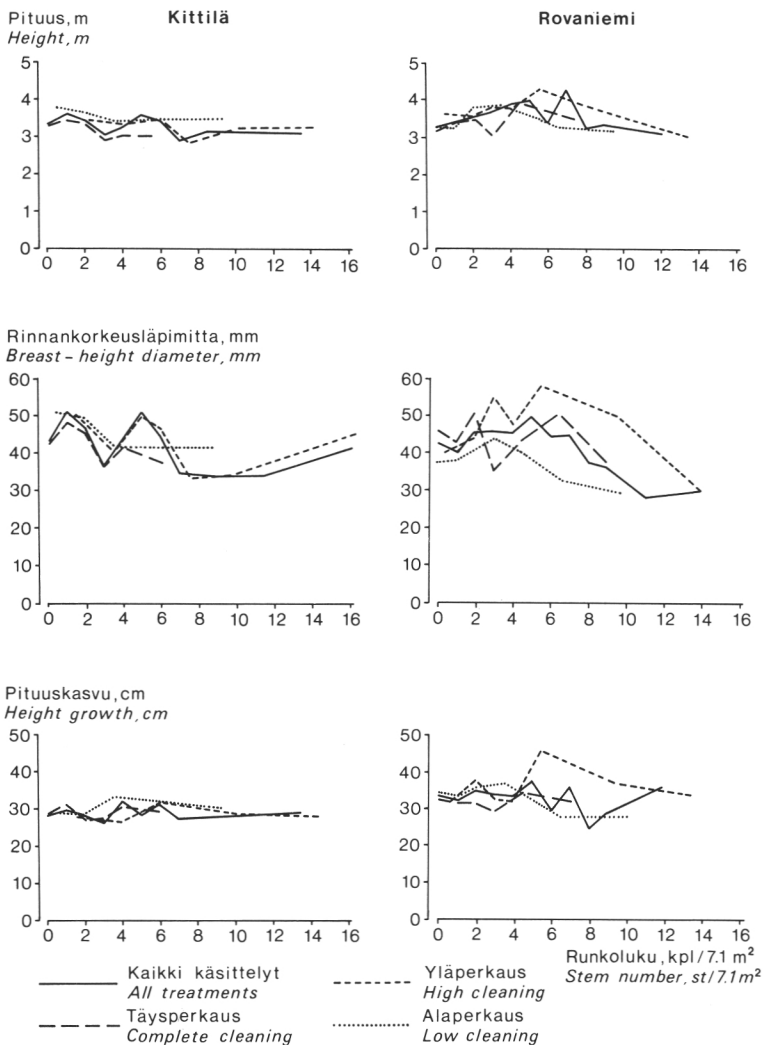 Pituus, m
Height, m
Kittilä
Rovaniemi
5
4
3
2
1
0
0 2 4 6 8 10 12 14 16
5
4
3
2
1
0
0 2 4 6 8 10 12 14 16
Rinnankorkeusläpimitta, mm
Breast-height diameter, mm
60
50
40
30
20
10
0
0 2 4 6 8 10 12 14 16
60
50
40
30
20
10
0
0 2 4 6 8 10 12 14 16
Pituuskasvu, cm
Height growth, cm
50
40
30
20
10
0
0 2 4 6 8 10 12 14 16
50
40
30
20
10
0
0 2 4 6 8 10 12 14 16
Runkoluku, kpl/7.1 m²
Stem number, st/7.1m²
Kaikki käsittelyt
All treatments
Yläperkaus
High cleaning
Täysperkaus
Complete cleaning
Alaperkaus
Low cleaning